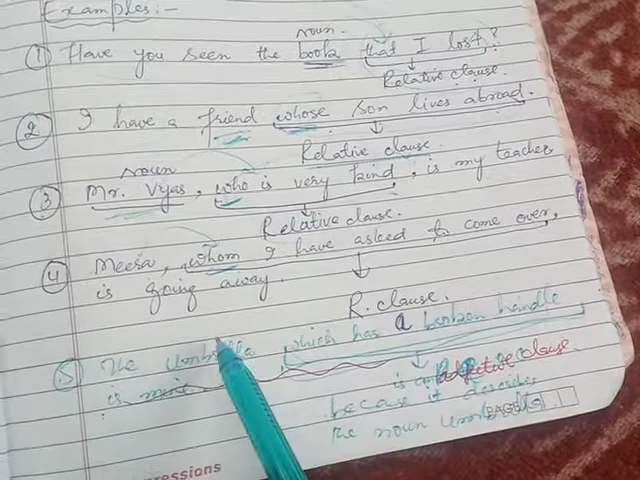 Examples:-
noun.
① Have you seen the book that I lost?
Relative clause.
② I have a friend whose son lives abroad.
Relative clause.
noun
③ Mr. Vyas, who is very kind, is my teacher
Relative clause.
④ Meera, whom I have asked to come over,
is going away.
R. clause.
⑤ The Umbrella which has a broken handle
is mine
adjective clause
because it describes
the noun